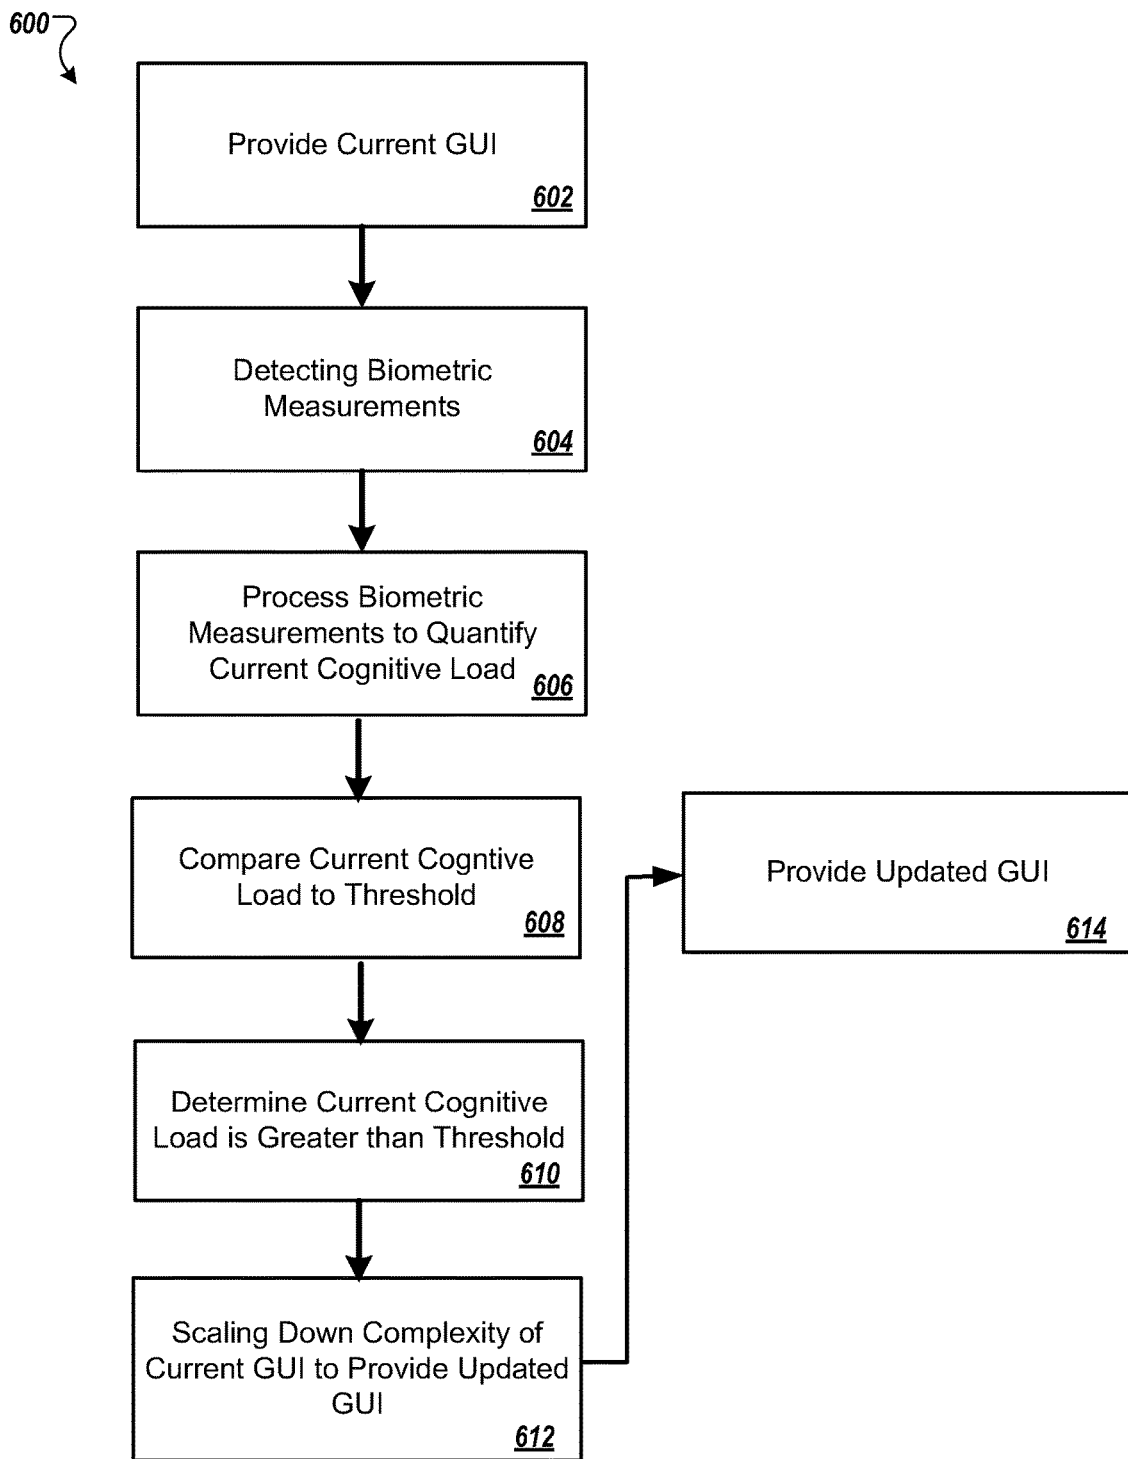 600
Provide Current GUI
602
Detecting Biometric
Measurements
604
Process Biometric
Measurements to Quantify
Current Cognitive Load
606
Compare Current Cogntive
Load to Threshold
608
Determine Current Cognitive
Load is Greater than Threshold
610
Scaling Down Complexity of
Current GUI to Provide Updated
GUI
612
Provide Updated GUI
614